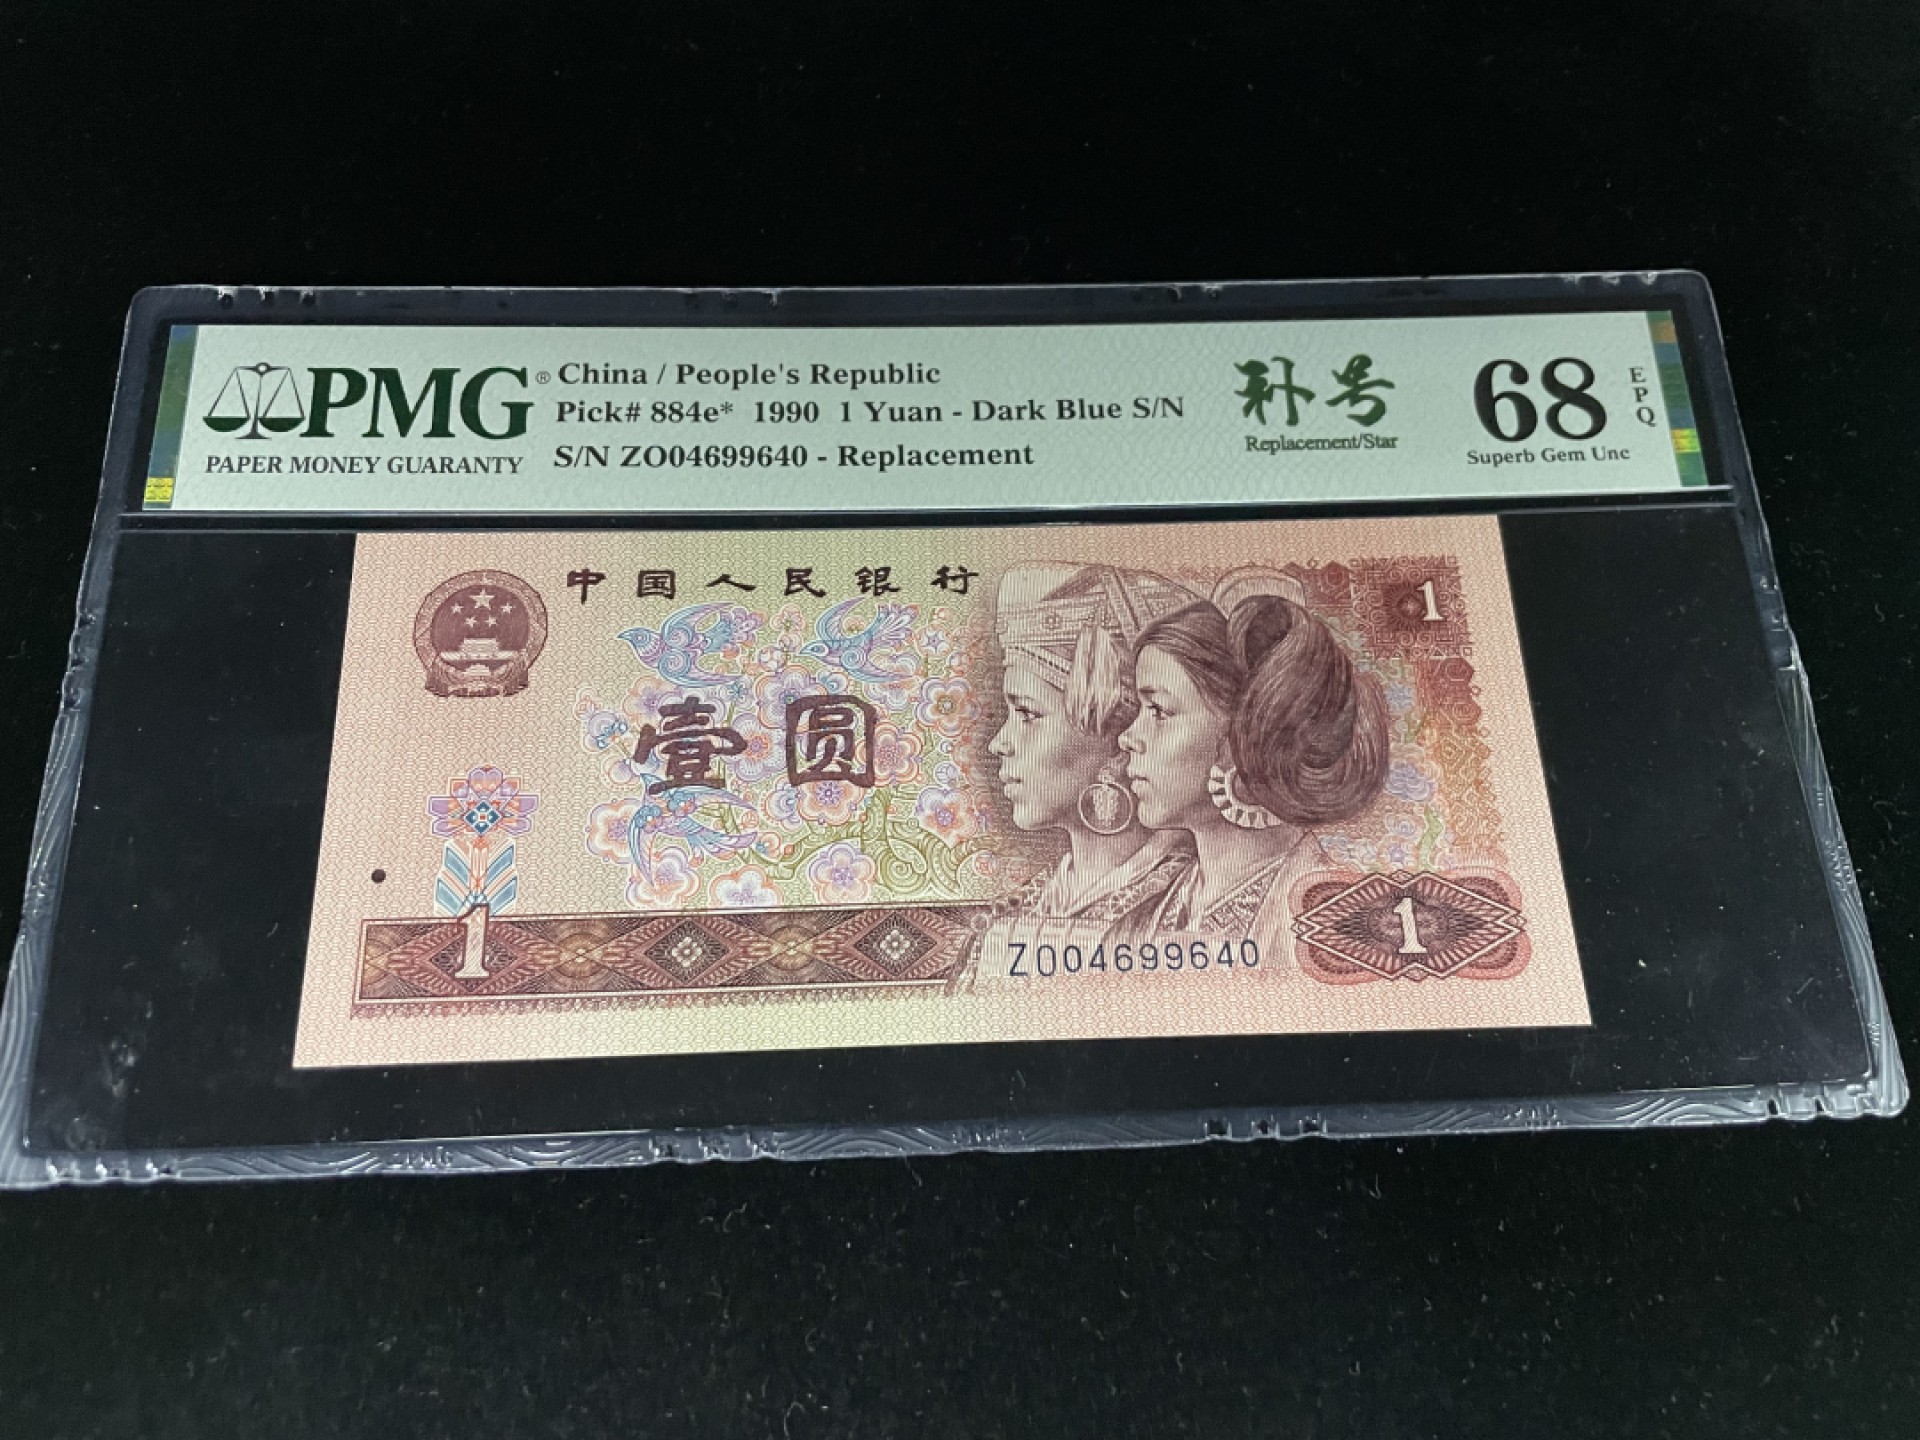 PMG®
PAPER MONEY GUARANTY
China / People's Republic
Pick# 884e* 1990 1 Yuan - Dark Blue S/N
S/N ZO04699640 - Replacement
补号
Replacement/Star
68
EPQ
Superb Gem Unc
中国人民银行
1
壹圆
1
ZO04699640
1